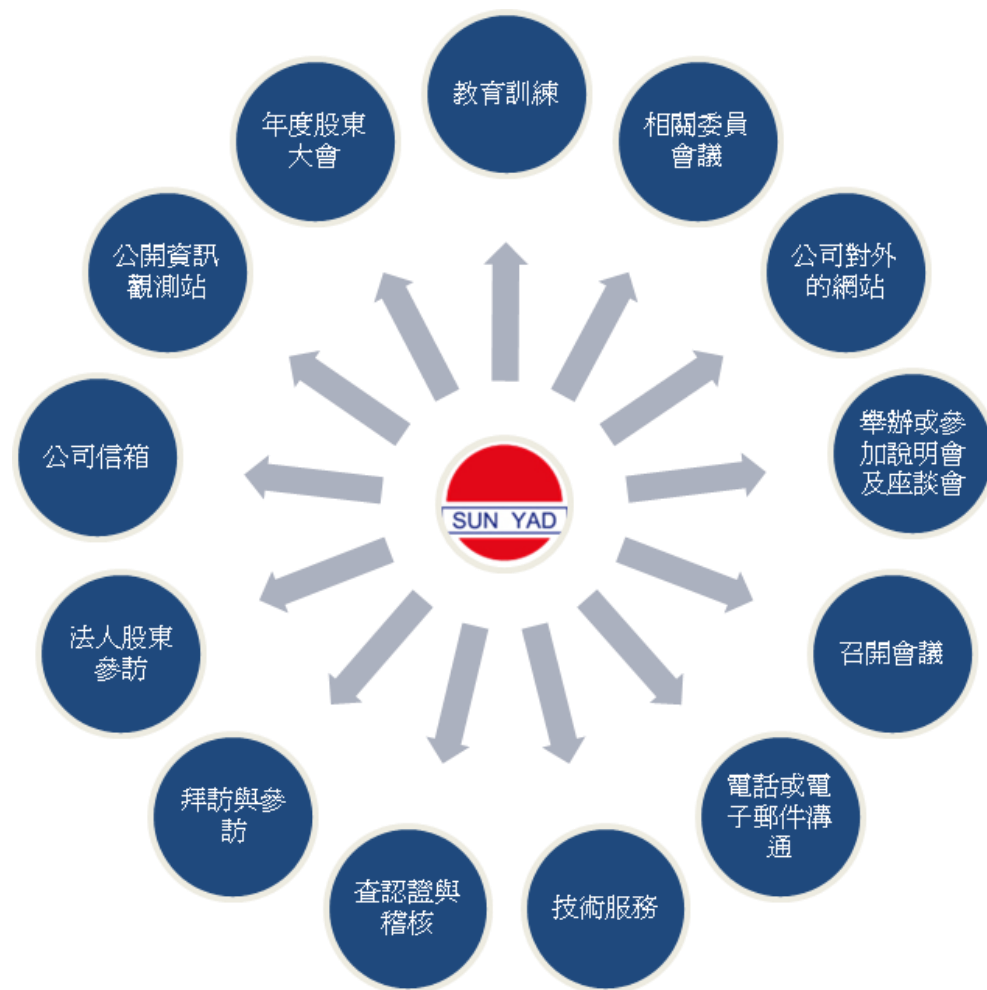 教育訓練
相關委員
會議
公司對外
的網站
舉辦或參
加說明會
及座談會
召開會議
電話或電
子郵件溝
通
技術服務
查認證與
稽核
拜訪與參
訪
法人股東
參訪
公司信箱
公開資訊
觀測站
年度股東
大會
SUN YAD